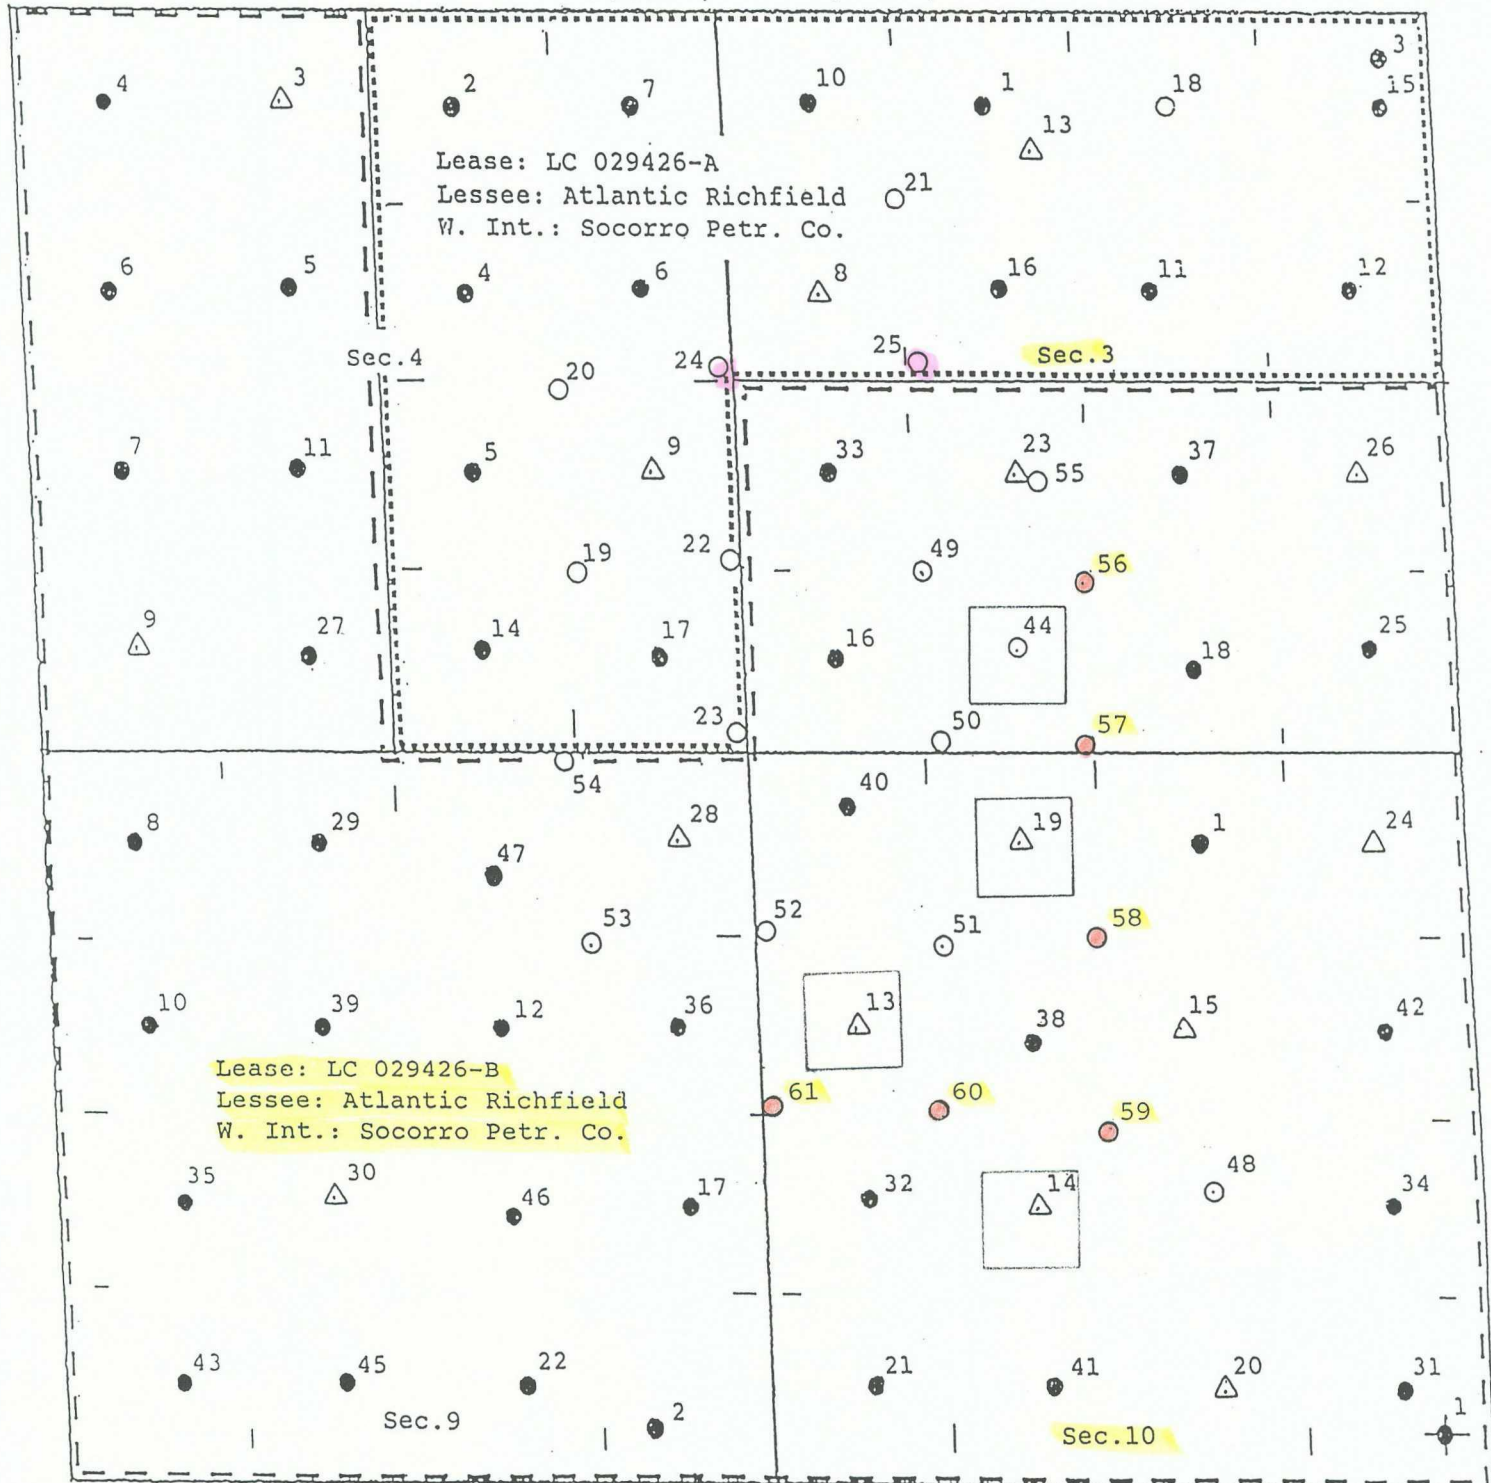 3
4 3 2 7 10 1 18 15
13
Lease: LC 029426-A
Lessee: Atlantic Richfield
W. Int.: Socorro Petr. Co.
21
6 5 4 6 8 16 11 12
Sec.4 24 25 Sec.3
20
7 11 5 9 33 23 37 26
55
19 22 49 56
9 27 14 17 16 44 18 25
23 50 57
54
40
8 29 47 28 19 1 24
53 52 51 58
10 39 12 36 13 38 15 42
Lease: LC 029426-B
Lessee: Atlantic Richfield
W. Int.: Socorro Petr. Co.
61 60 59
35 30 46 17 32 14 48 34
43 45 22 21 41 20 31
Sec.9 2 Sec.10 1